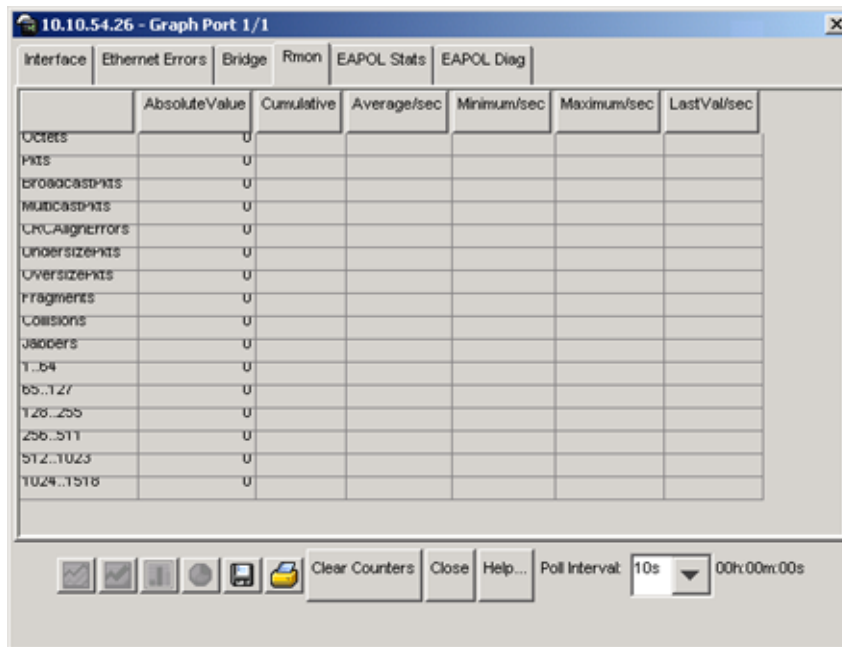 10.10.54.26 - Graph Port 1/1
Interface Ethernet Errors Bridge Rmon EAPOL Stats EAPOL Diag
AbsoluteValue Cumulative Average/sec Minimum/sec Maximum/sec LastVal/sec
Octets 0
Pkts 0
BroadcastPkts 0
MulticastPkts 0
CRCAlignErrors 0
UndersizePkts 0
OversizePkts 0
Fragments 0
Collisions 0
Jabbers 0
1..64 0
65..127 0
128..255 0
256..511 0
512..1023 0
1024..1518 0
Clear Counters Close Help... Poll Interval: 10s 00h:00m:00s